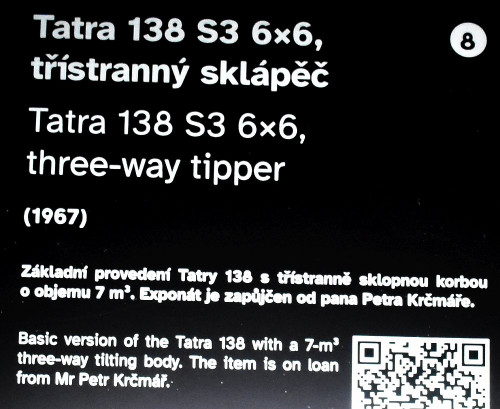 Tatra 138 S3 6×6,
třístranný sklápěč
8
Tatra 138 S3 6×6,
three-way tipper
(1967)
Základní provedení Tatry 138 s třístranně sklopnou korbou
o objemu 7 m³. Exponát je zapůjčen od pana Petra Krčmáře.
Basic version of the Tatra 138 with a 7-m³
three-way tilting body. The item is on loan
from Mr Petr Krčmář.